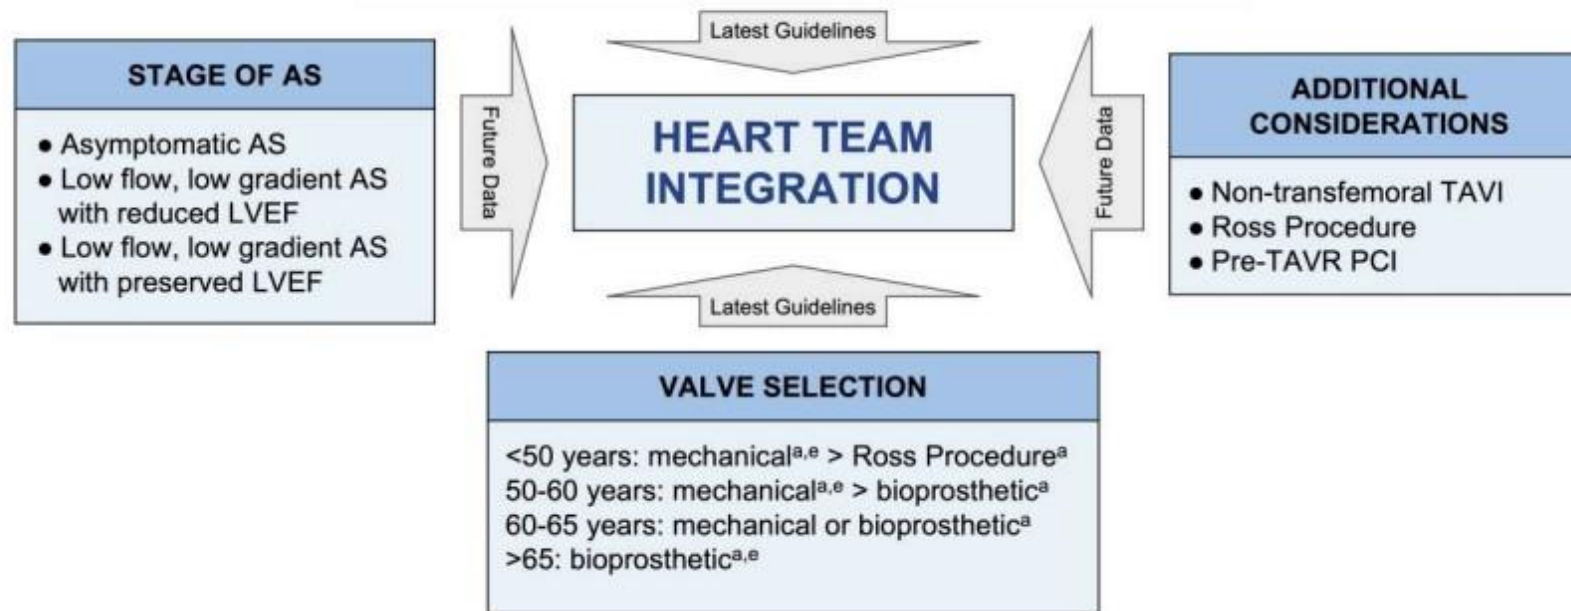 Latest Guidelines
STAGE OF AS
● Asymptomatic AS
● Low flow, low gradient AS
with reduced LVEF
● Low flow, low gradient AS
with preserved LVEF
Future Data
HEART TEAM
INTEGRATION
Future Data
ADDITIONAL
CONSIDERATIONS
● Non-transfemoral TAVI
● Ross Procedure
● Pre-TAVR PCI
Latest Guidelines
VALVE SELECTION
<50 years: mechanicalᵃ,ᵉ > Ross Procedureᵃ
50-60 years: mechanicalᵃ,ᵉ > bioprostheticᵃ
60-65 years: mechanical or bioprostheticᵃ
>65: bioprostheticᵃ,ᵉ